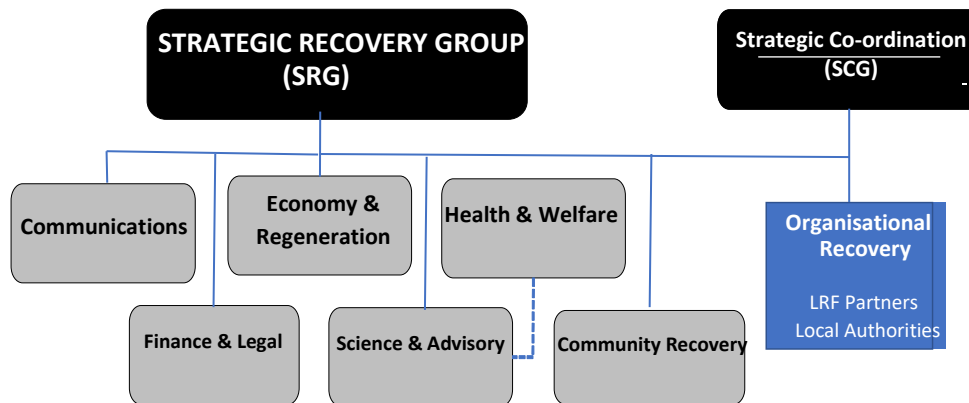 STRATEGIC RECOVERY GROUP
(SRG)
Strategic Co-ordination
(SCG)
Communications
Economy &
Regeneration
Health & Welfare
Organisational
Recovery
LRF Partners
Local Authorities
Finance & Legal
Science & Advisory
Community Recovery